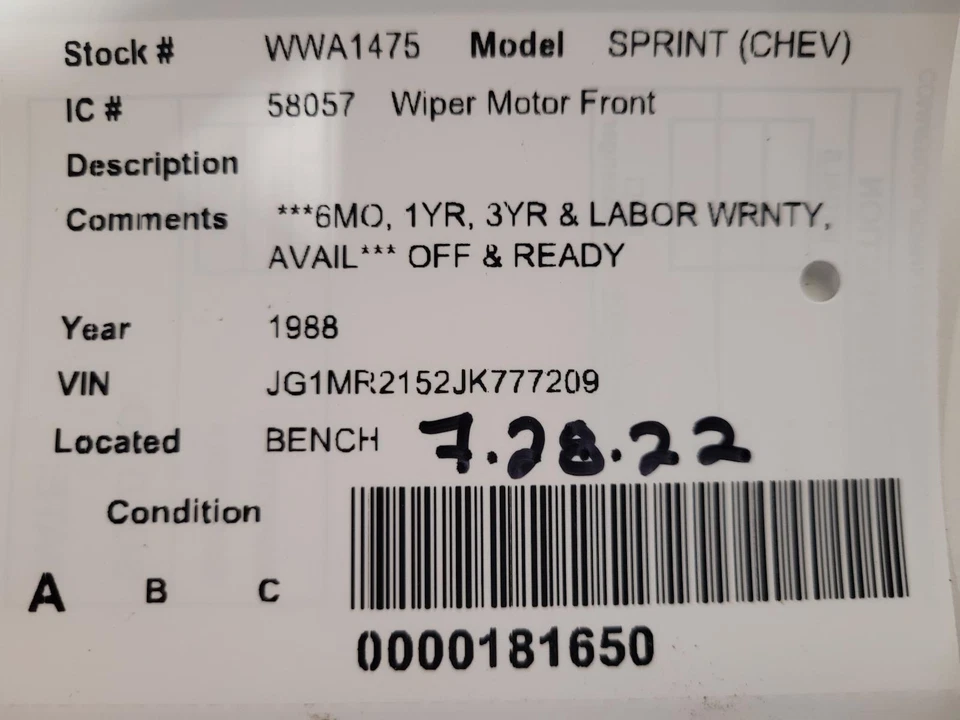 Stock # WWA1475 Model SPRINT (CHEV)
IC # 58057 Wiper Motor Front
Description
Comments ***6MO, 1YR, 3YR & LABOR WRNTY,
AVAIL*** OFF & READY
Year 1988
VIN JG1MR2152JK777209
Located BENCH 7.28.22
Condition
A B C
0000181650